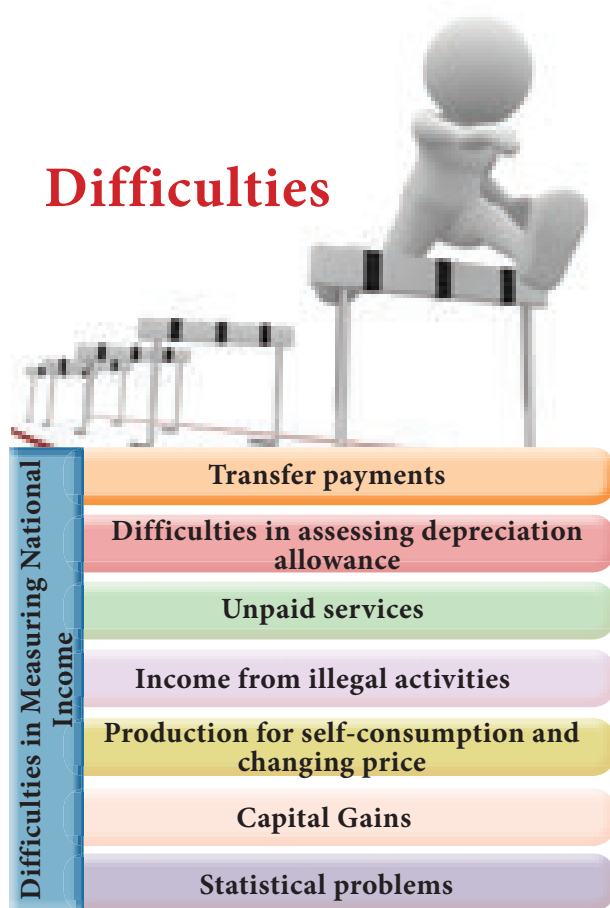 Difficulties
Difficulties in Measuring National
Income
Transfer payments
Difficulties in assessing depreciation
allowance
Unpaid services
Income from illegal activities
Production for self-consumption and
changing price
Capital Gains
Statistical problems